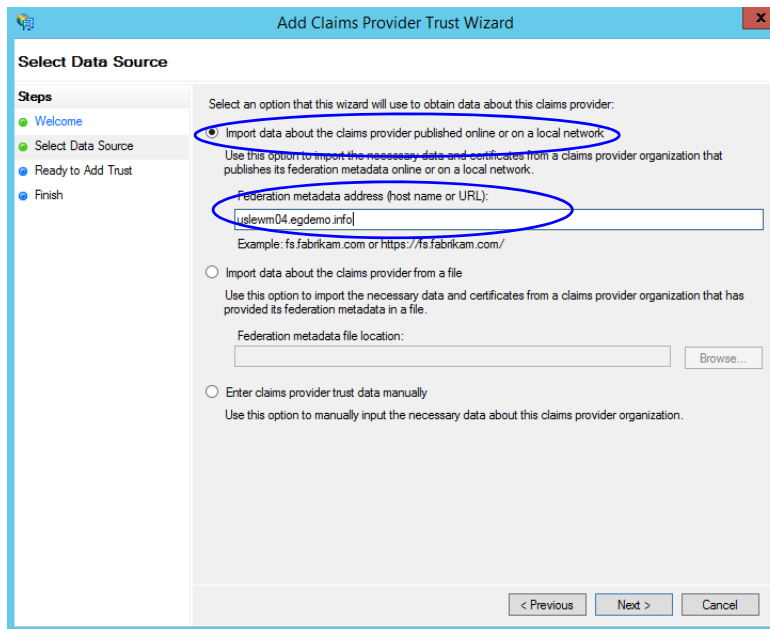 Add Claims Provider Trust Wizard
x
Select Data Source
Steps
Welcome
Select Data Source
Ready to Add Trust
Finish
Select an option that this wizard will use to obtain data about this claims provider:
Import data about the claims provider published online or on a local network
Use this option to import the necessary data and certificates from a claims provider organization that
publishes its federation metadata online or on a local network.
Federation metadata address (host name or URL):
uslewm04.egdemo.info
Example: fs.fabrikam.com or https://fs.fabrikam.com/
Import data about the claims provider from a file
Use this option to import the necessary data and certificates from a claims provider organization that has
provided its federation metadata in a file.
Federation metadata file location:
Browse...
Enter claims provider trust data manually
Use this option to manually input the necessary data about this claims provider organization.
< Previous
Next >
Cancel